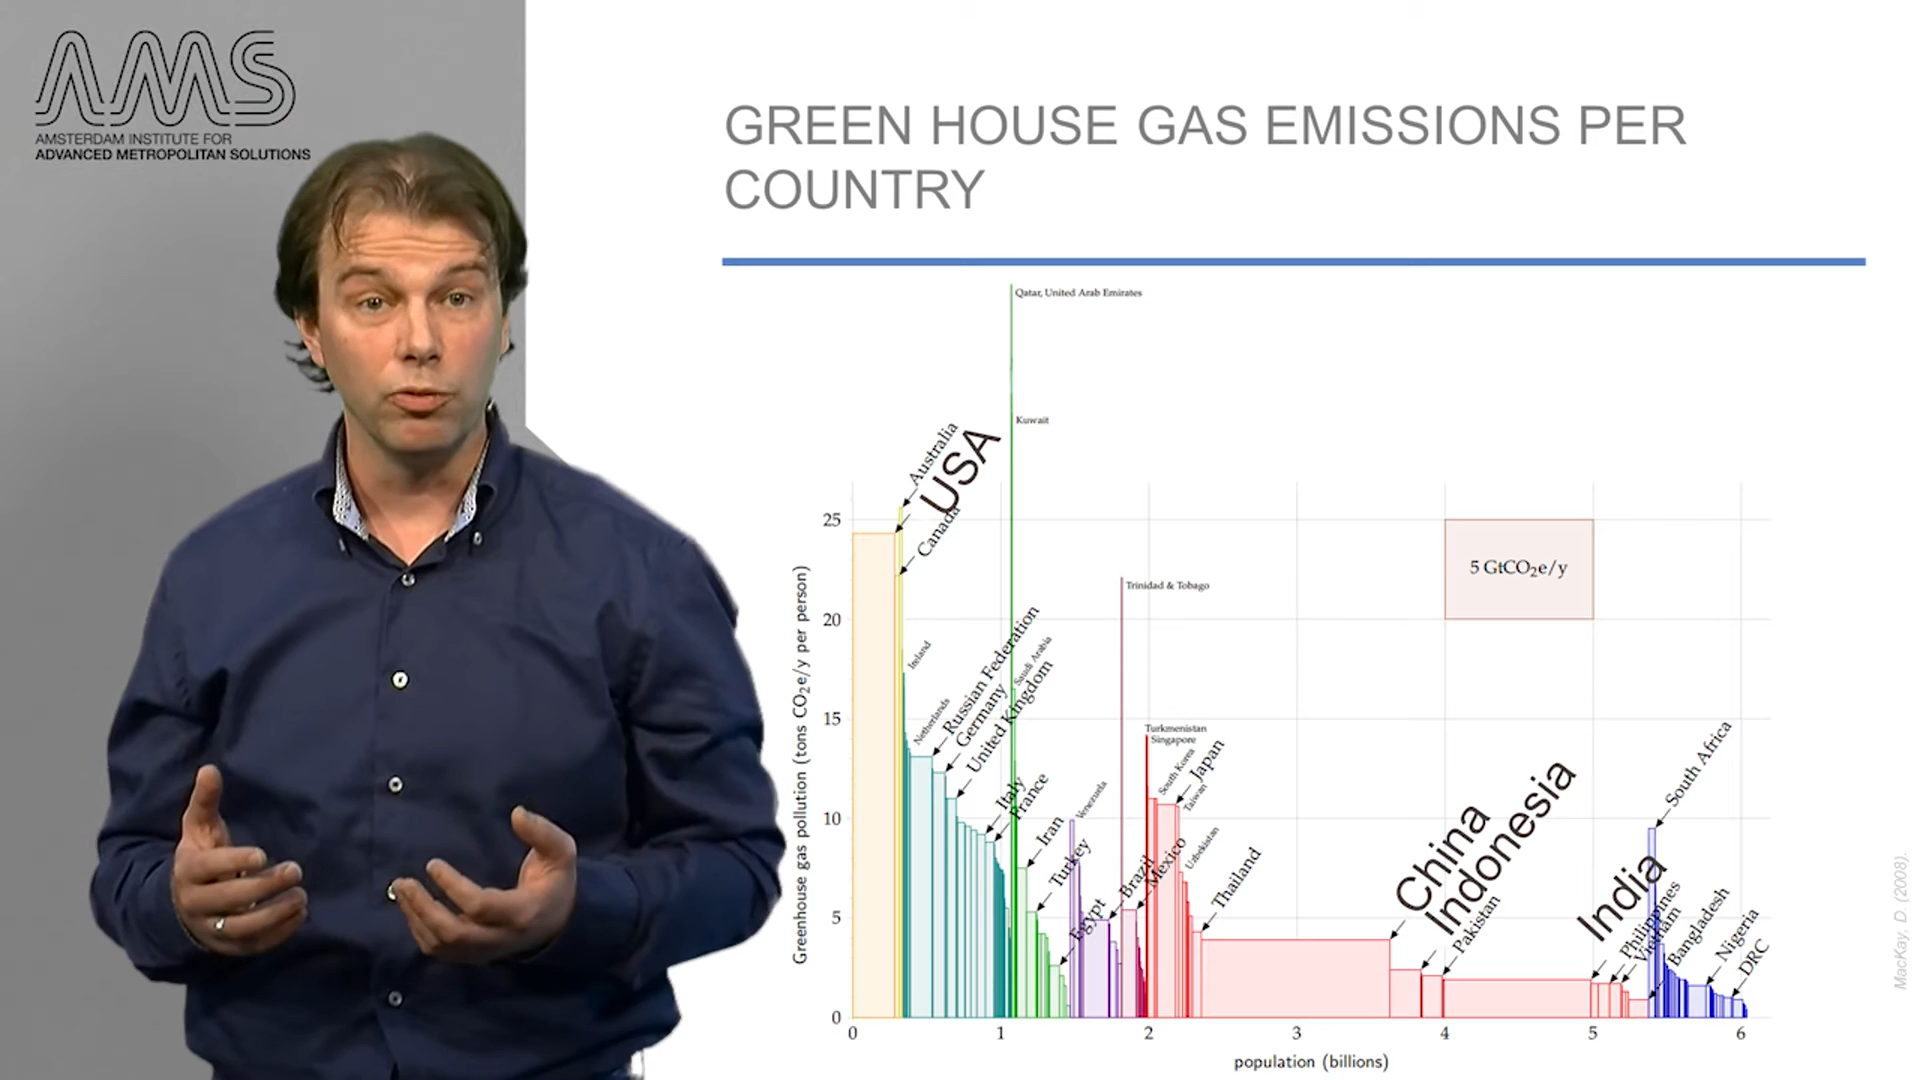 AMS
AMSTERDAM INSTITUTE FOR
ADVANCED METROPOLITAN SOLUTIONS
GREEN HOUSE GAS EMISSIONS PER
COUNTRY
Qatar, United Arab Emirates
Kuwait
Australia
USA
Canada
Trinidad & Tobago
Ireland
Netherlands
Russian Federation
Germany
Saudi Arabia
United Kingdom
Italy
France
Iran
Turkey
Egypt
Venezuela
Brazil
Mexico
Turkmenistan
Singapore
South Korea
Japan
Taiwan
Uzbekistan
Thailand
China
Indonesia
Pakistan
India
Philippines
Vietnam
Bangladesh
South Africa
Nigeria
DRC
5 GtCO₂e/y
25
20
15
10
5
0
Greenhouse gas pollution (tons CO₂e/y per person)
0 1 2 3 4 5 6
population (billions)
MacKay, D. (2008).